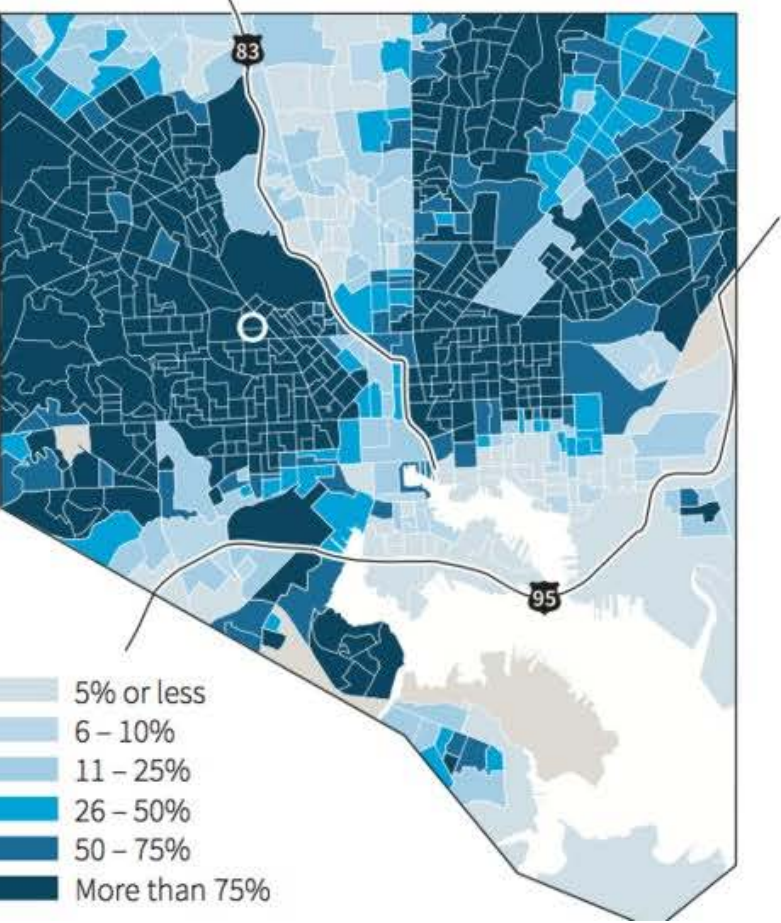 83
95
5% or less
6 – 10%
11 – 25%
26 – 50%
50 – 75%
More than 75%